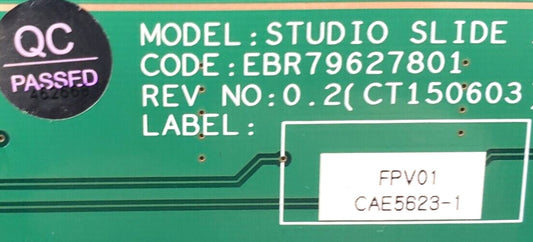 QC
PASSED
MODEL:STUDIO SLIDE
CODE:EBR79627801
REV NO:0.2(CT150603)
LABEL:
FPV01
CAE5623-1